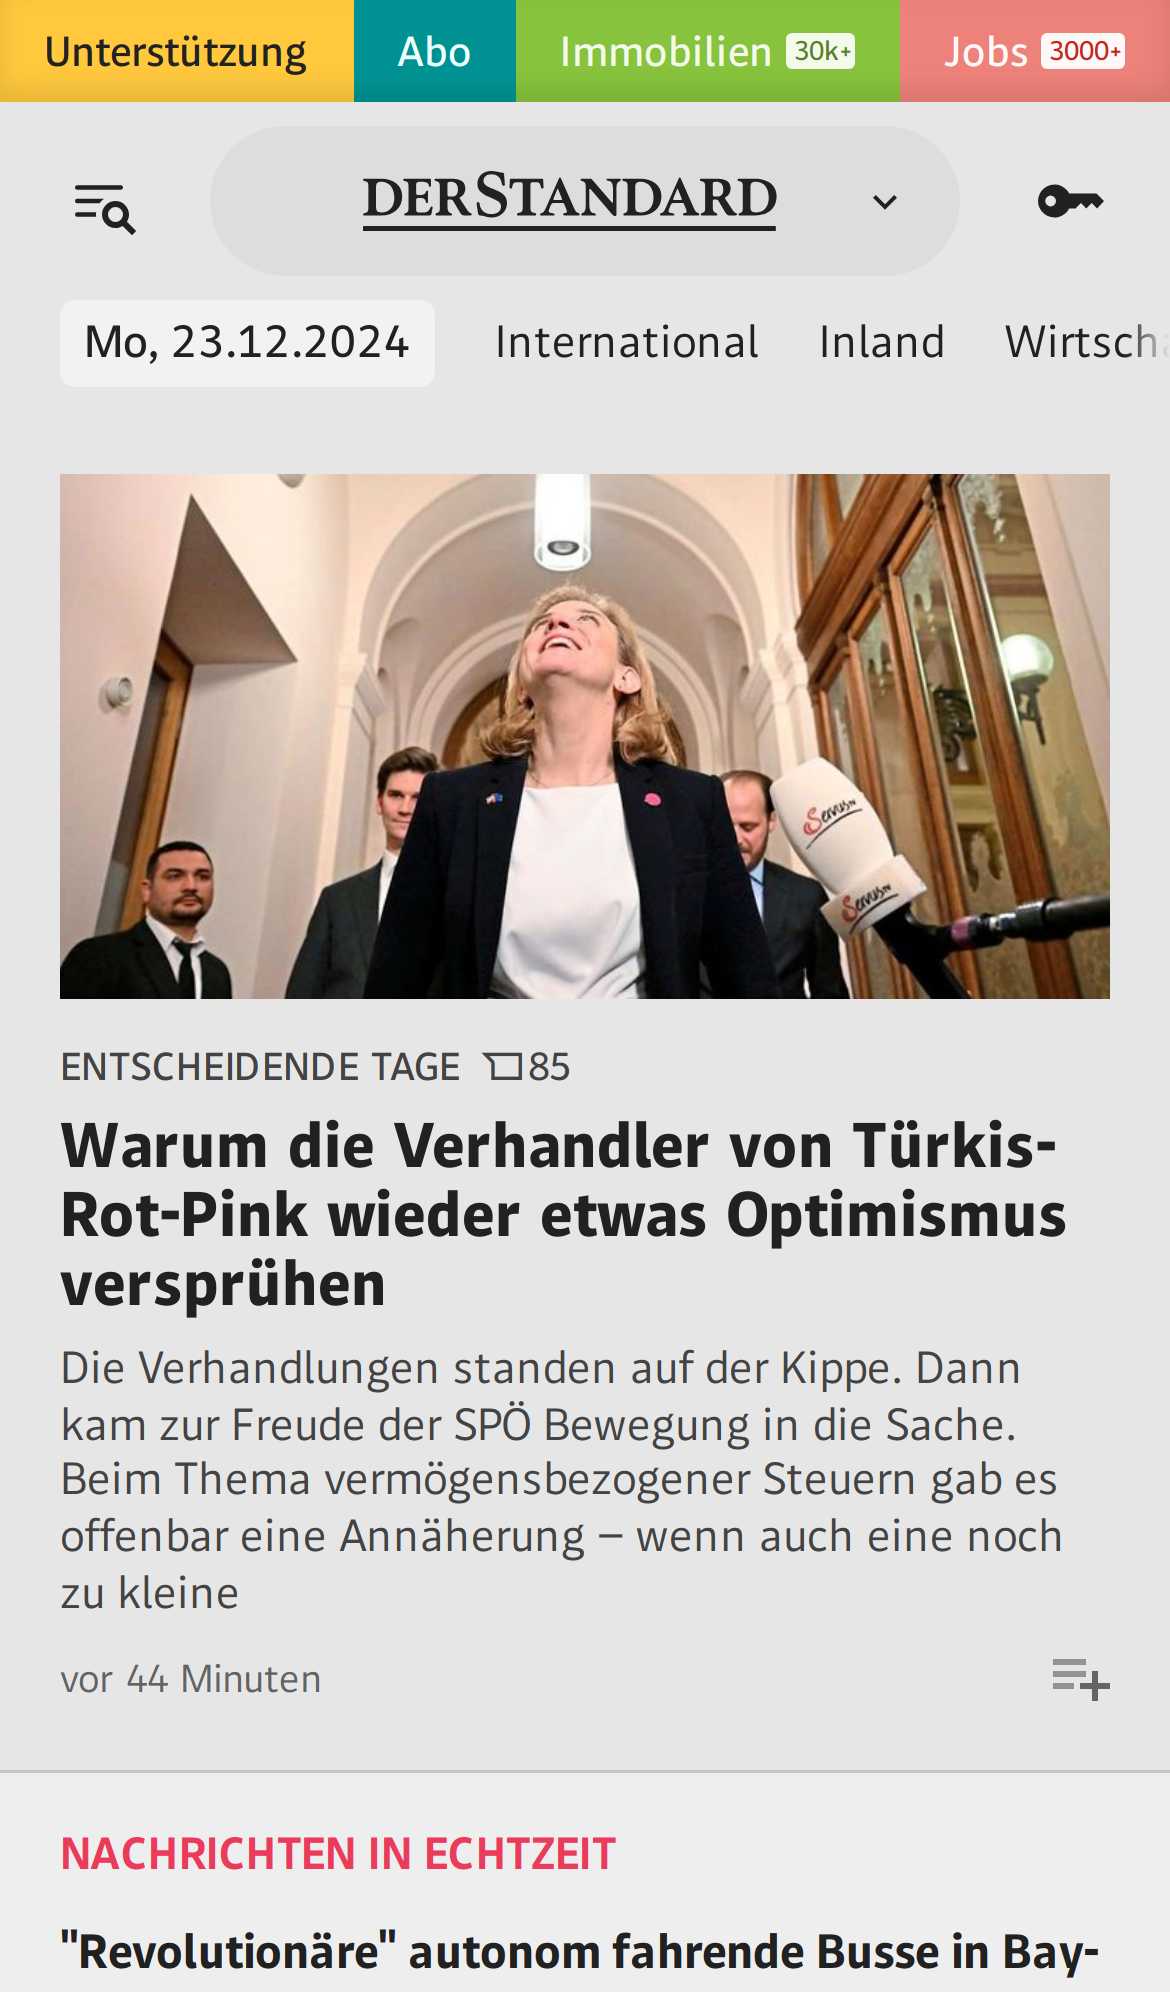 Unterstützung Abo Immobilien 30k+ Jobs 3000+
DERSTANDARD
Mo, 23.12.2024 International Inland Wirtsch
Servus TV
Servus TV
ENTSCHEIDENDE TAGE 85
Warum die Verhandler von Türkis-
Rot-Pink wieder etwas Optimismus
versprühen
Die Verhandlungen standen auf der Kippe. Dann
kam zur Freude der SPÖ Bewegung in die Sache.
Beim Thema vermögensbezogener Steuern gab es
offenbar eine Annäherung – wenn auch eine noch
zu kleine
vor 44 Minuten
NACHRICHTEN IN ECHTZEIT
"Revolutionäre" autonom fahrende Busse in Bay-